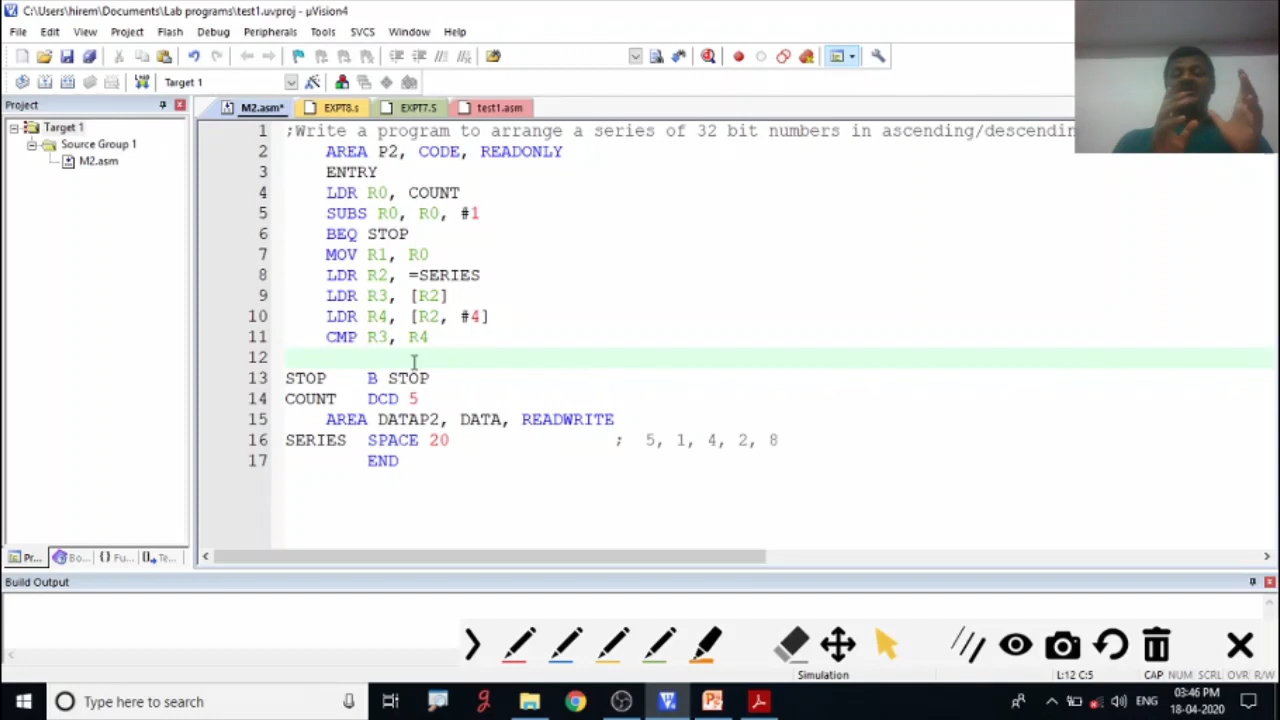 C:\Users\hirem\Documents\Lab programs\test1.uvproj - µVision4
File Edit View Project Flash Debug Peripherals Tools SVCS Window Help
Target 1
Project
M2.asm* EXPT8.s EXPT7.S test1.asm
Target 1
Source Group 1
M2.asm
1 ;Write a program to arrange a series of 32 bit numbers in ascending/descendin
2 AREA P2, CODE, READONLY
3 ENTRY
4 LDR R0, COUNT
5 SUBS R0, R0, #1
6 BEQ STOP
7 MOV R1, R0
8 LDR R2, =SERIES
9 LDR R3, [R2]
10 LDR R4, [R2, #4]
11 CMP R3, R4
12
13 STOP B STOP
14 COUNT DCD 5
15 AREA DATAP2, DATA, READWRITE
16 SERIES SPACE 20 ; 5, 1, 4, 2, 8
17 END
Pr... Bo... {} Fu... Te...
Build Output
Simulation L:12 C:5 CAP NUM SCRL OVR R/W
Type here to search
ENG
03:46 PM
18-04-2020